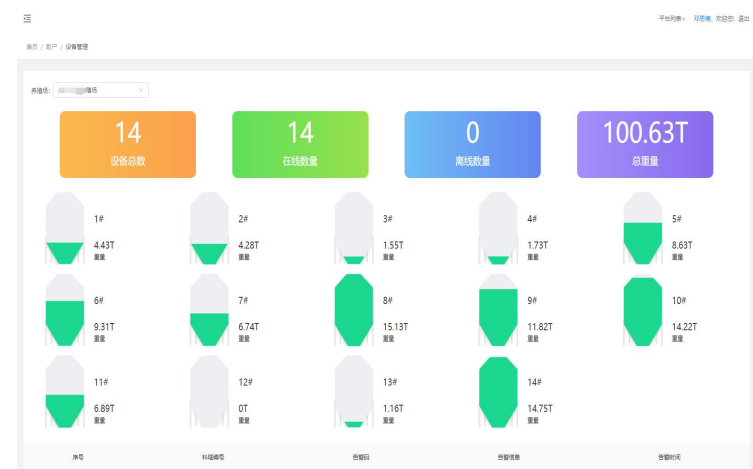 平台列表 邓思维, 欢迎您! 退出
首页 / 散户 / 设备管理
养殖场: 殖场
14 14 0 100.63T
设备总数 在线数量 离线数量 总重量
1# 2# 3# 4# 5#
4.43T 4.28T 1.55T 1.73T 8.63T
重量 重量 重量 重量 重量
6# 7# 8# 9# 10#
9.31T 6.74T 15.13T 11.82T 14.22T
重量 重量 重量 重量 重量
11# 12# 13# 14#
6.89T 0T 1.16T 14.75T
重量 重量 重量 重量
序号 料塔编号 告警码 告警信息 告警时间